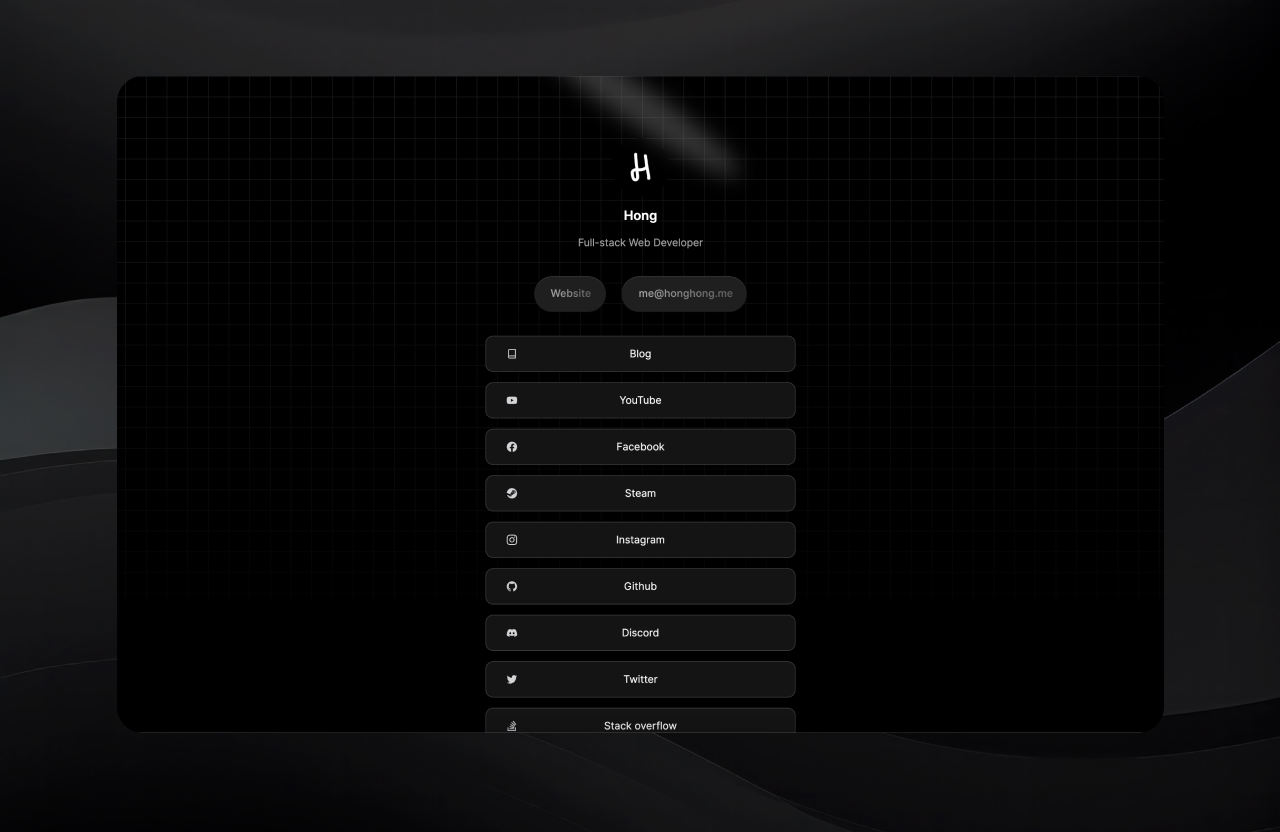 H
Hong
Full-stack Web Developer
Website
me@honghong.me
Blog
YouTube
Facebook
Steam
Instagram
Github
Discord
Twitter
Stack overflow